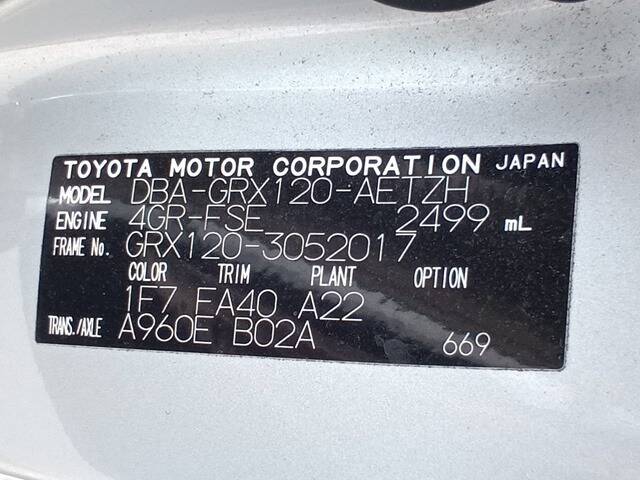 TOYOTA MOTOR CORPORATION JAPAN
MODEL DBA-GRX120-AETZH
ENGINE 4GR-FSE 2499 mL
FRAME No. GRX120-3052017
COLOR TRIM PLANT OPTION
1F7 FA40 A22
TRANS./AXLE A960E B02A
669